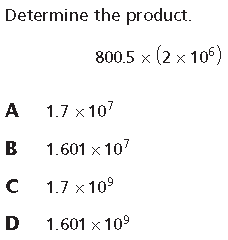 Determine the product.
800.5 × (2 × 10⁶)
A 1.7 × 10⁷
B 1.601 × 10⁷
C 1.7 × 10⁹
D 1.601 × 10⁹